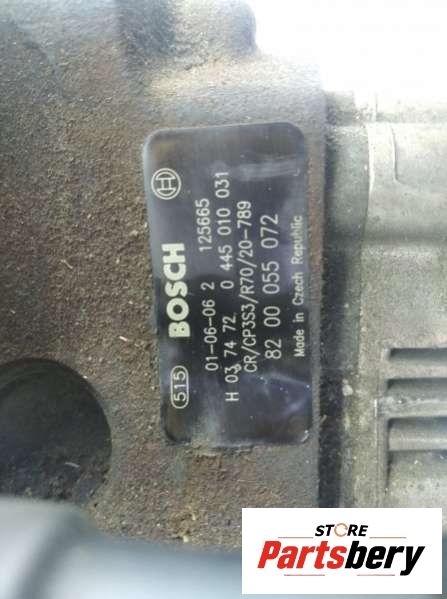 515 BOSCH
01-06-06 2 125665
H 03 74 72 0 445 010 031
CR/CP3S3/R70/20-789
82 00 055 072
Made in Czech Republic
STORE
Partsbery